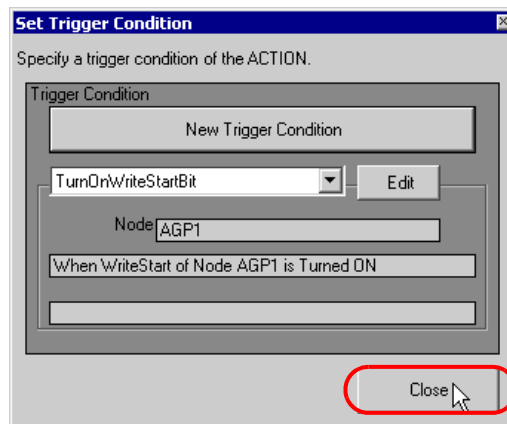 Set Trigger Condition
Specify a trigger condition of the ACTION.
Trigger Condition
New Trigger Condition
TurnOnWriteStartBit
Edit
Node AGP1
When WriteStart of Node AGP1 is Turned ON
Close